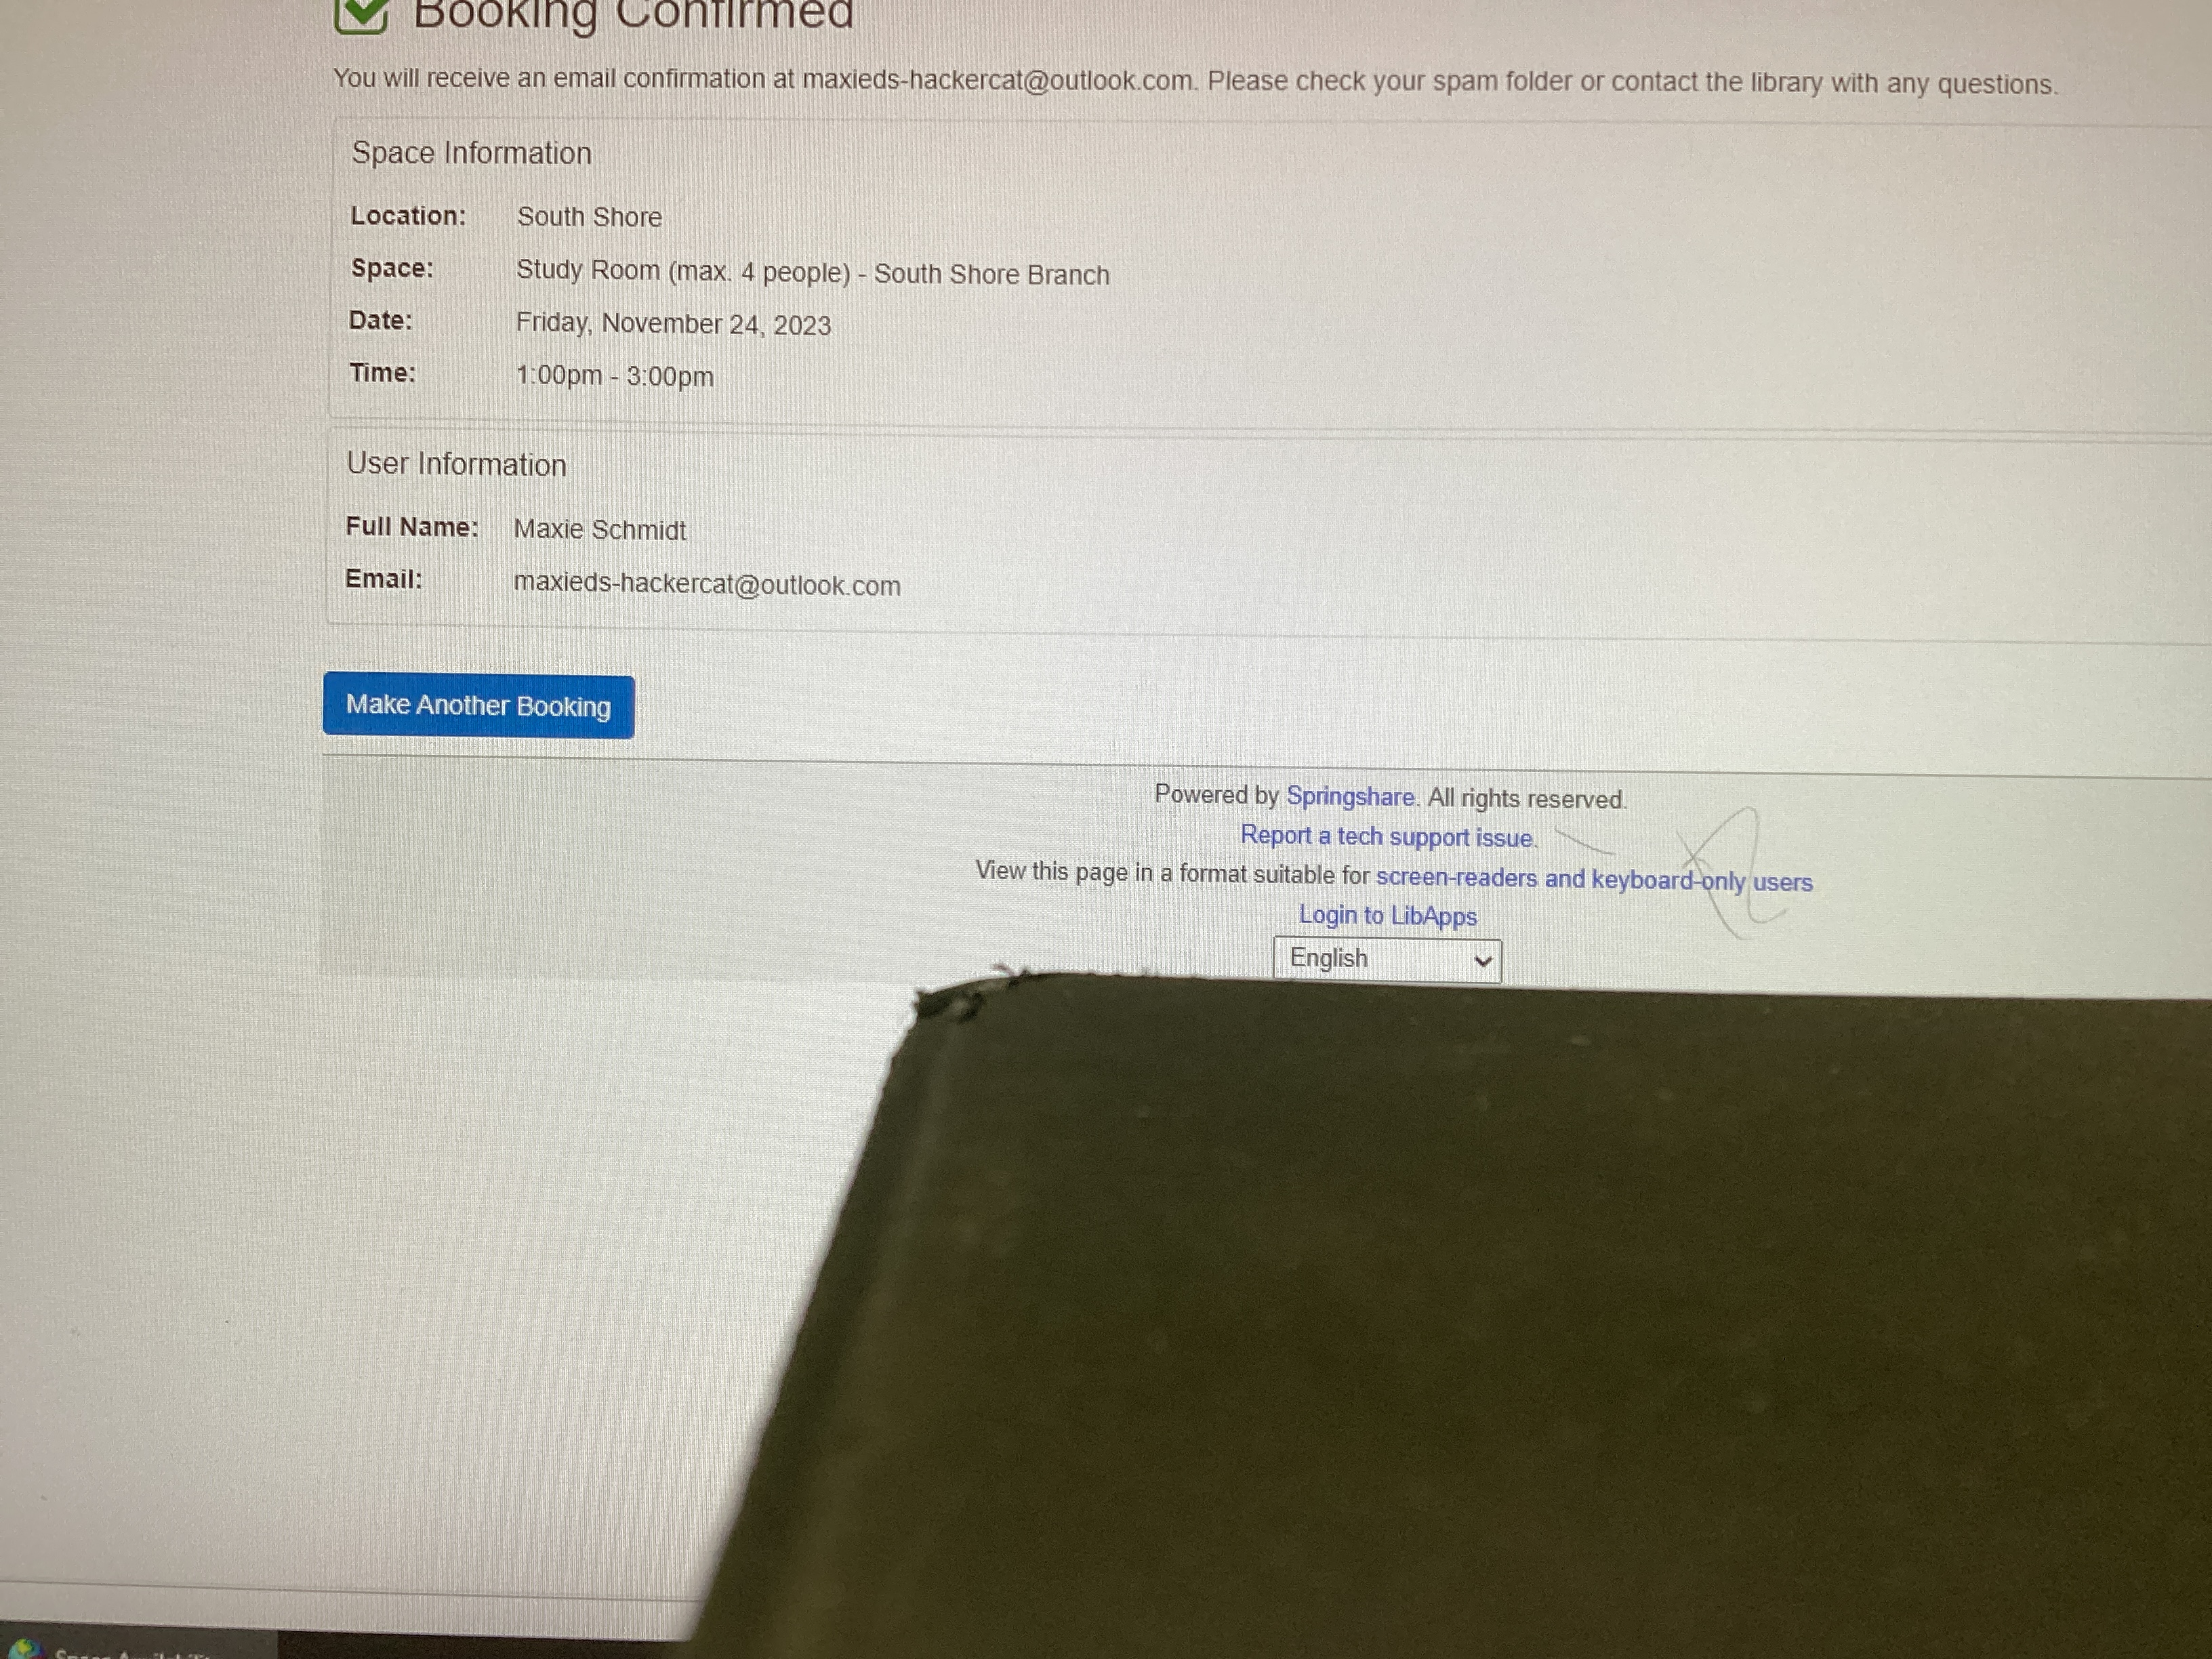 Booking Confirmed
You will receive an email confirmation at maxieds-hackercat@outlook.com. Please check your spam folder or contact the library with any questions.
Space Information
Location: South Shore
Space: Study Room (max. 4 people) - South Shore Branch
Date: Friday, November 24, 2023
Time: 1:00pm - 3:00pm
User Information
Full Name: Maxie Schmidt
Email: maxieds-hackercat@outlook.com
Make Another Booking
Powered by Springshare. All rights reserved.
Report a tech support issue.
View this page in a format suitable for screen-readers and keyboard-only users
Login to LibApps
English